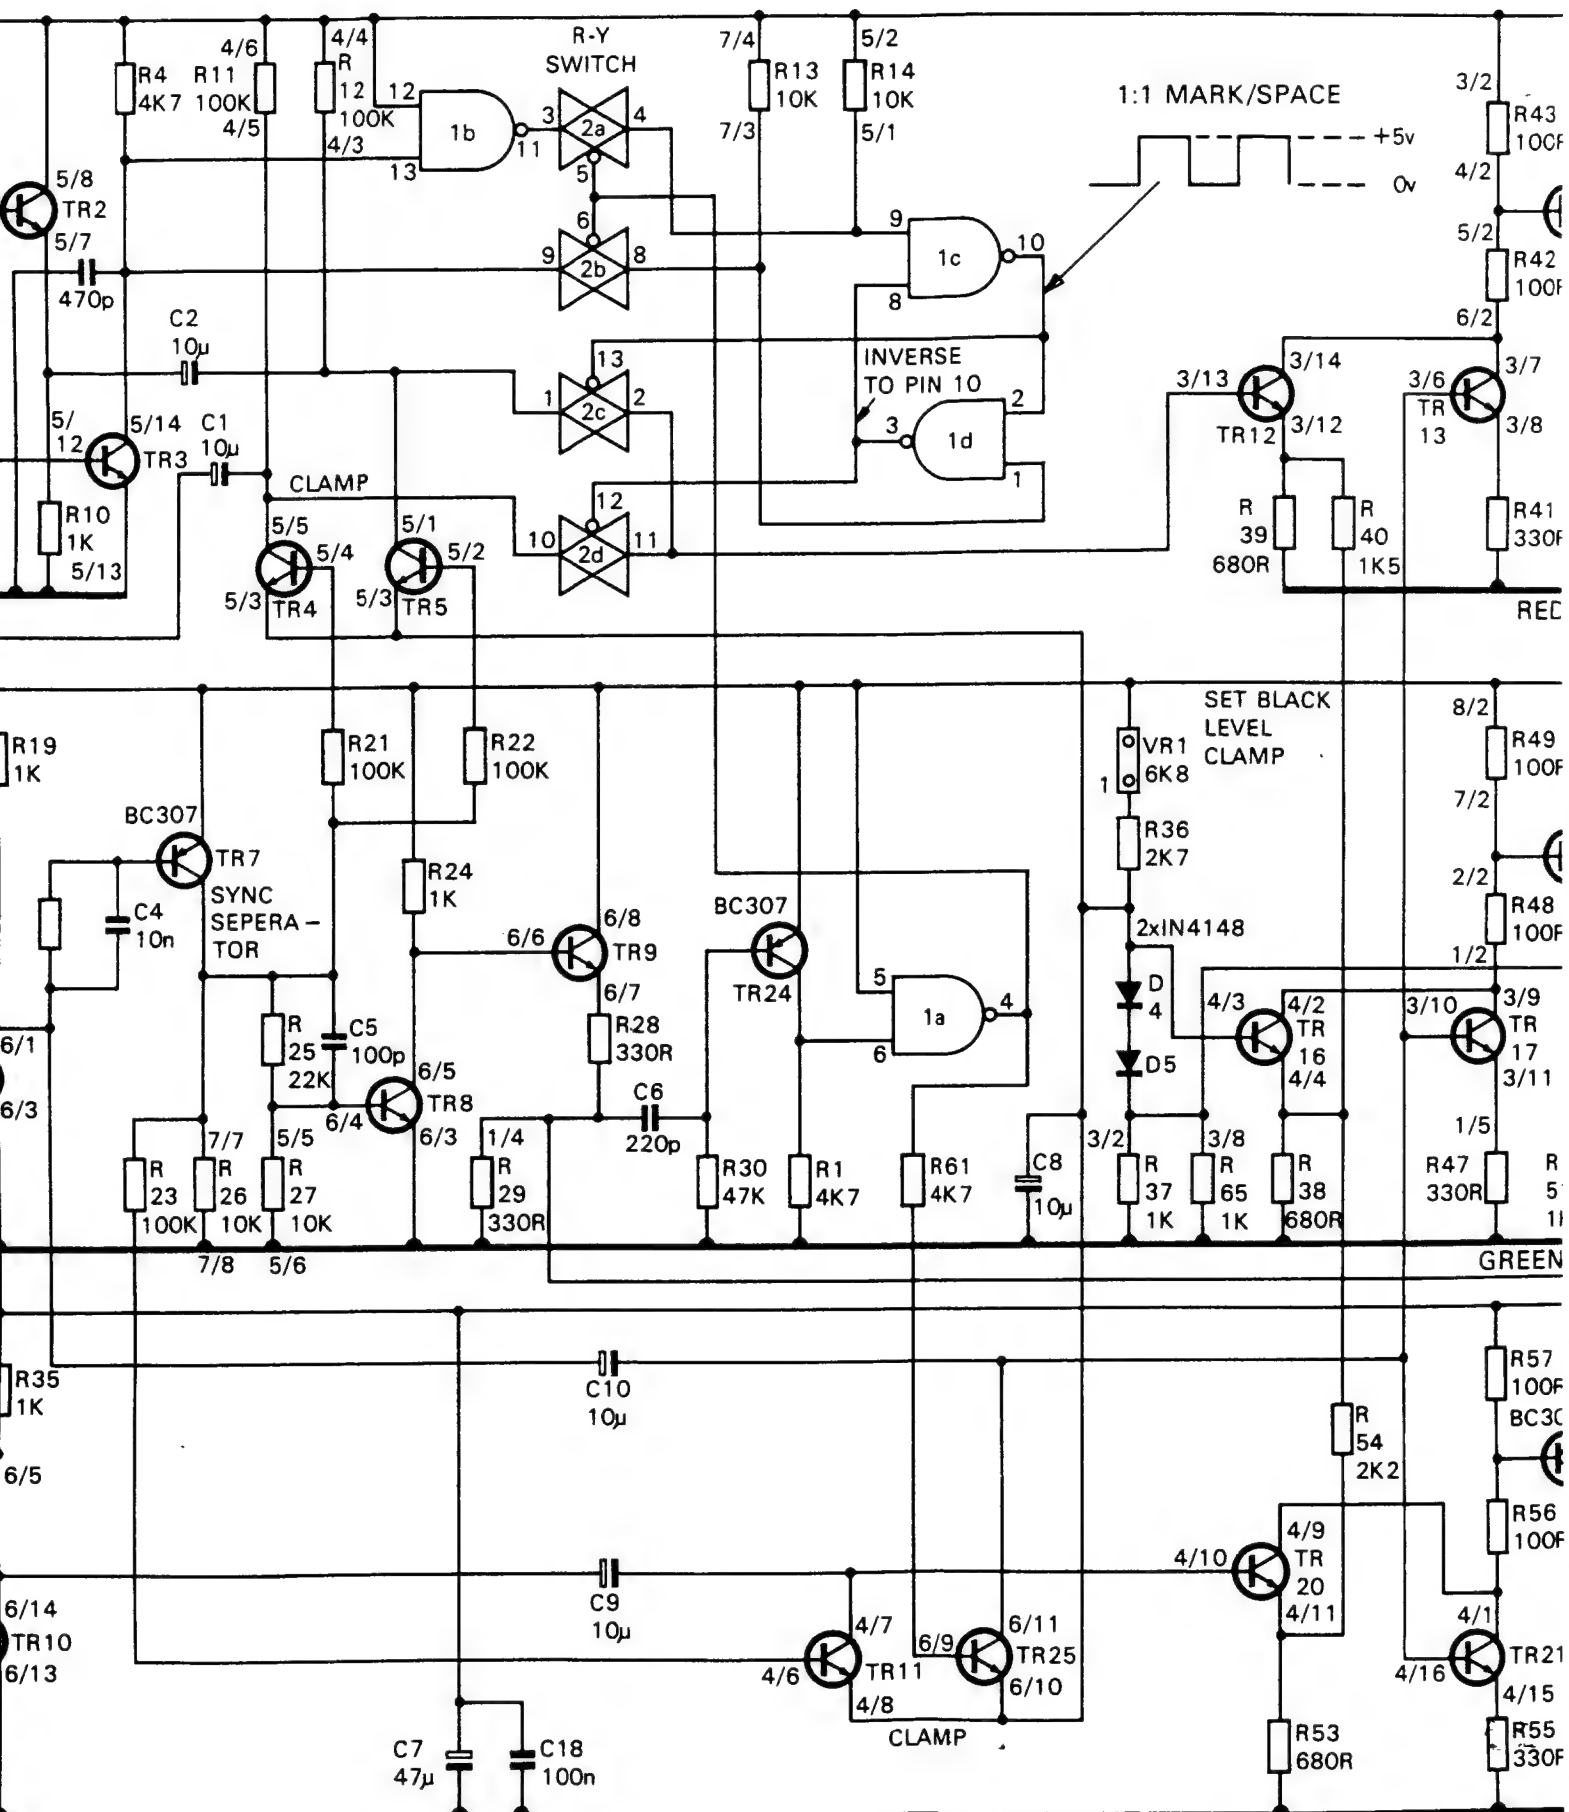 4/6
4/4
R-Y
SWITCH
7/4
5/2
R4
4K7
R11
100K
R
12
100K
4/5
4/3
12
13
1b
11
3
2a
4
5
R13
10K
R14
10K
7/3
5/1
1:1 MARK/SPACE
+5v
0v
3/2
R43
4/2
5/8
TR2
5/7
470p
6
9
2b
8
9
8
1c
10
5/2
R42
6/2
C2
10µ
13
1
2c
2
INVERSE
TO PIN 10
3
1d
2
1
3/13
3/14
TR12
3/12
3/6
TR
13
3/7
3/8
5/
12
5/14
TR3
C1
10µ
CLAMP
12
10
2d
11
R10
1K
5/13
5/5
5/4
5/3
TR4
5/1
5/2
5/3
TR5
R
39
680R
R
40
1K5
R41
RED
R19
1K
R21
100K
R22
100K
VR1
6K8
1
SET BLACK
LEVEL
CLAMP
8/2
R49
7/2
BC307
TR7
SYNC
SEPERA-
TOR
C4
10n
R24
1K
R36
2K7
2/2
R48
1/2
6/6
6/8
TR9
6/7
BC307
TR24
2xIN4148
D
4
D5
5
6
1a
4
4/3
4/2
TR
16
4/4
3/10
3/9
TR
17
3/11
6/1
6/3
R
25
22K
C5
100p
6/5
TR8
6/4
6/3
R28
330R
C6
220p
R
23
100K
7/7
R
26
10K
7/8
5/5
R
27
10K
5/6
1/4
R
29
330R
R30
47K
R1
4K7
R61
4K7
C8
10µ
3/2
R
37
1K
3/8
R
65
1K
R
38
680R
1/5
R47
330R
GREEN
R35
1K
C10
10µ
R57
6/5
R
54
2K2
R56
C9
10µ
4/10
4/9
TR
20
4/11
6/14
TR10
6/13
4/7
4/6
TR11
4/8
6/9
6/11
TR25
6/10
CLAMP
4/1
TR21
4/16
4/15
C7
47µ
C18
100n
R53
680R
R55